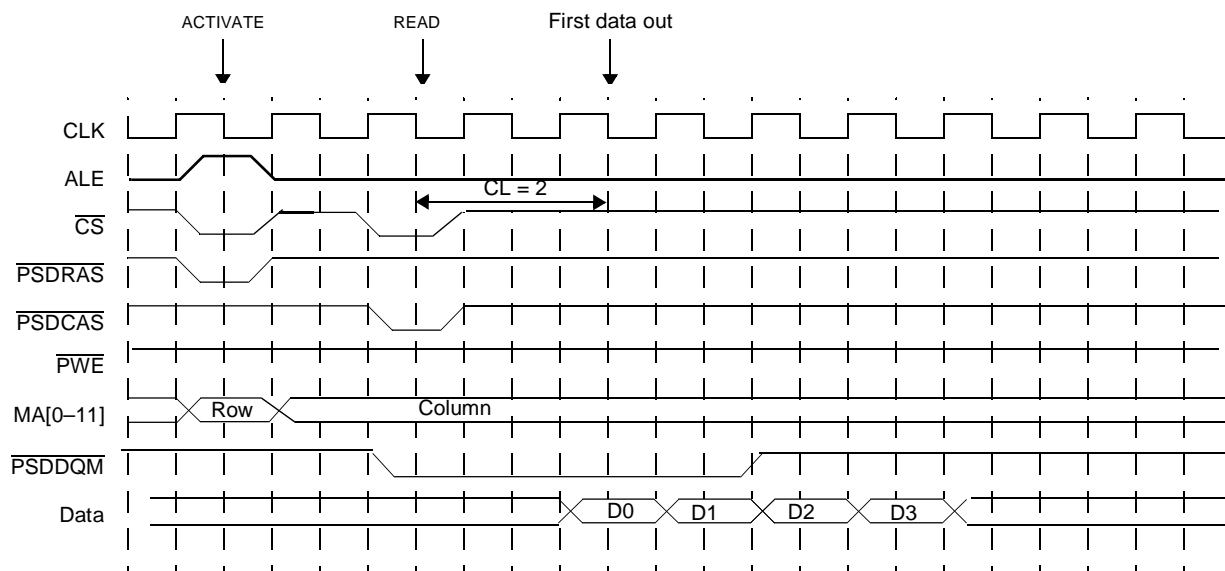 ACTIVATE READ First data out
CLK
ALE
CL = 2
CS
PSDRAS
PSDCAS
PWE
MA[0–11] Row Column
PSDDQM
Data D0 D1 D2 D3